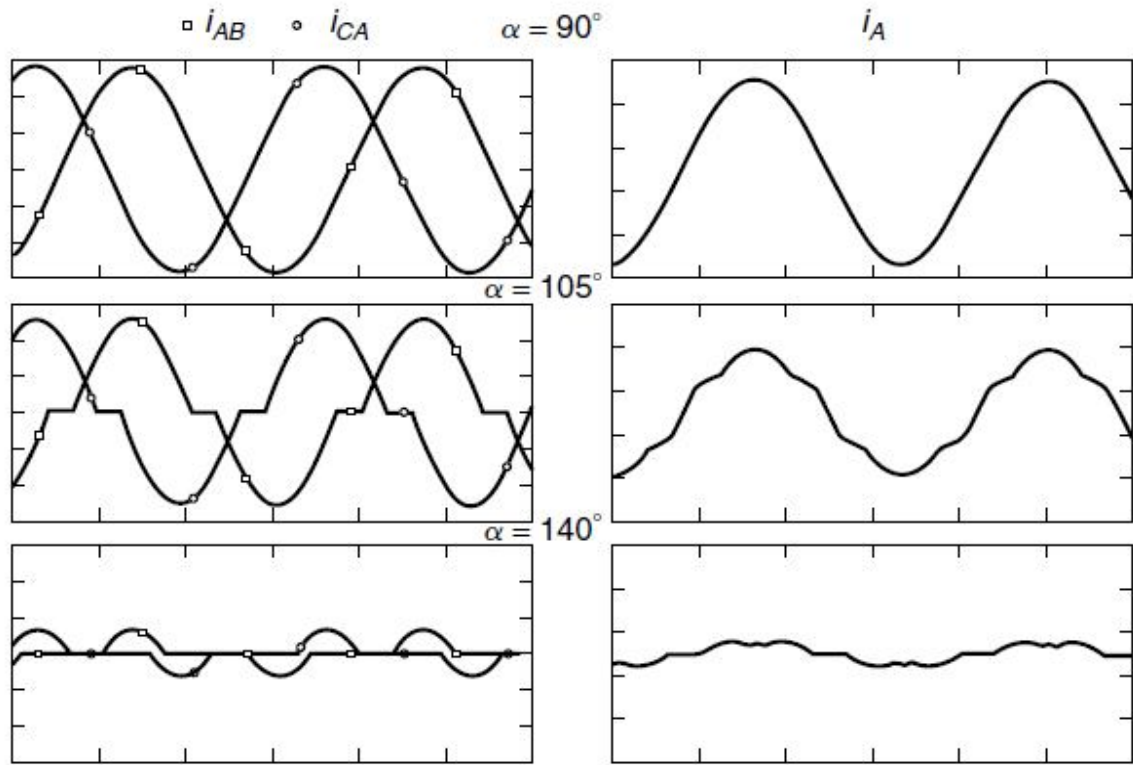 i_AB i_CA α = 90° i_A
α = 105°
α = 140°